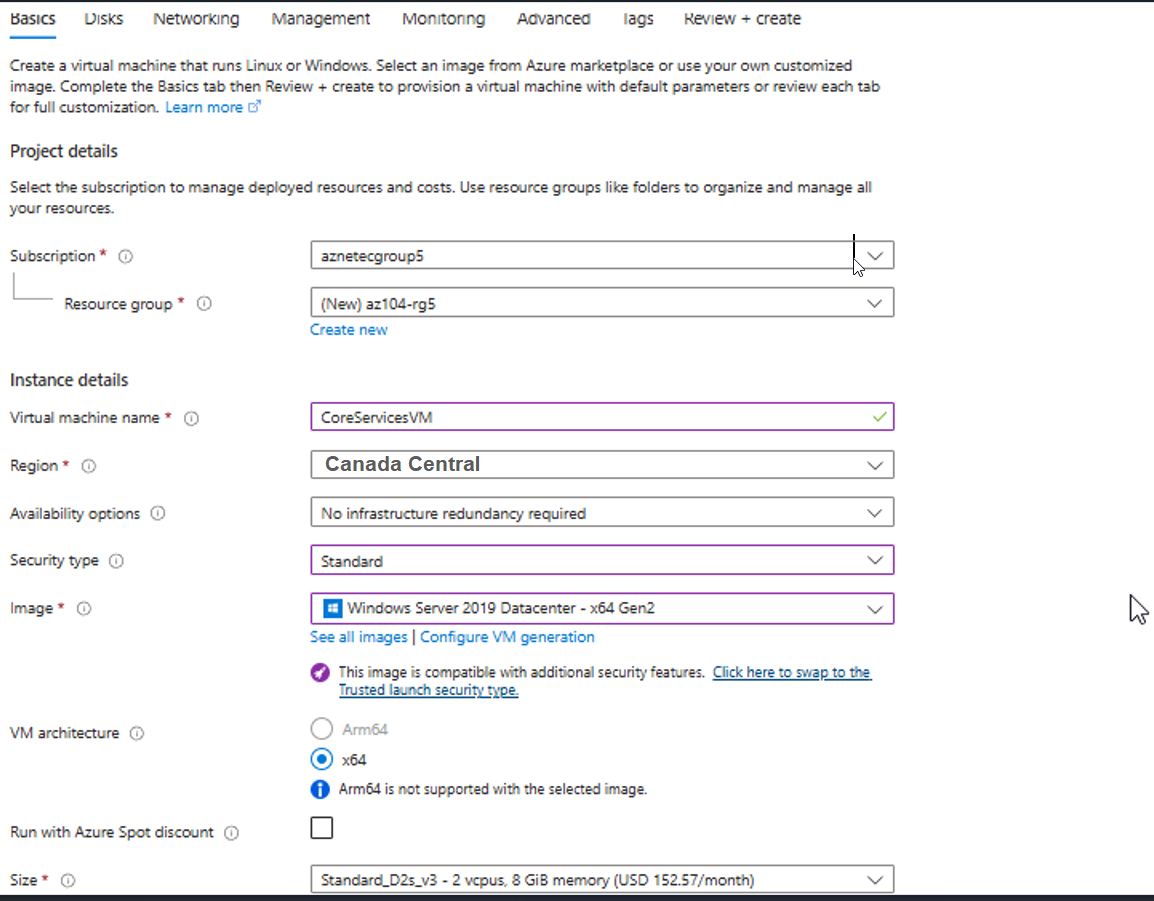 Basics Disks Networking Management Monitoring Advanced Tags Review + create
Create a virtual machine that runs Linux or Windows. Select an image from Azure marketplace or use your own customized
image. Complete the Basics tab then Review + create to provision a virtual machine with default parameters or review each tab
for full customization. Learn more
Project details
Select the subscription to manage deployed resources and costs. Use resource groups like folders to organize and manage all
your resources.
Subscription * aznetecgroup5
Resource group * (New) az104-rg5
Create new
Instance details
Virtual machine name * CoreServicesVM
Region * Canada Central
Availability options No infrastructure redundancy required
Security type Standard
Image * Windows Server 2019 Datacenter - x64 Gen2
See all images | Configure VM generation
This image is compatible with additional security features. Click here to swap to the
Trusted launch security type.
VM architecture Arm64
x64
Arm64 is not supported with the selected image.
Run with Azure Spot discount
Size * Standard_D2s_v3 - 2 vcpus, 8 GiB memory (USD 152.57/month)